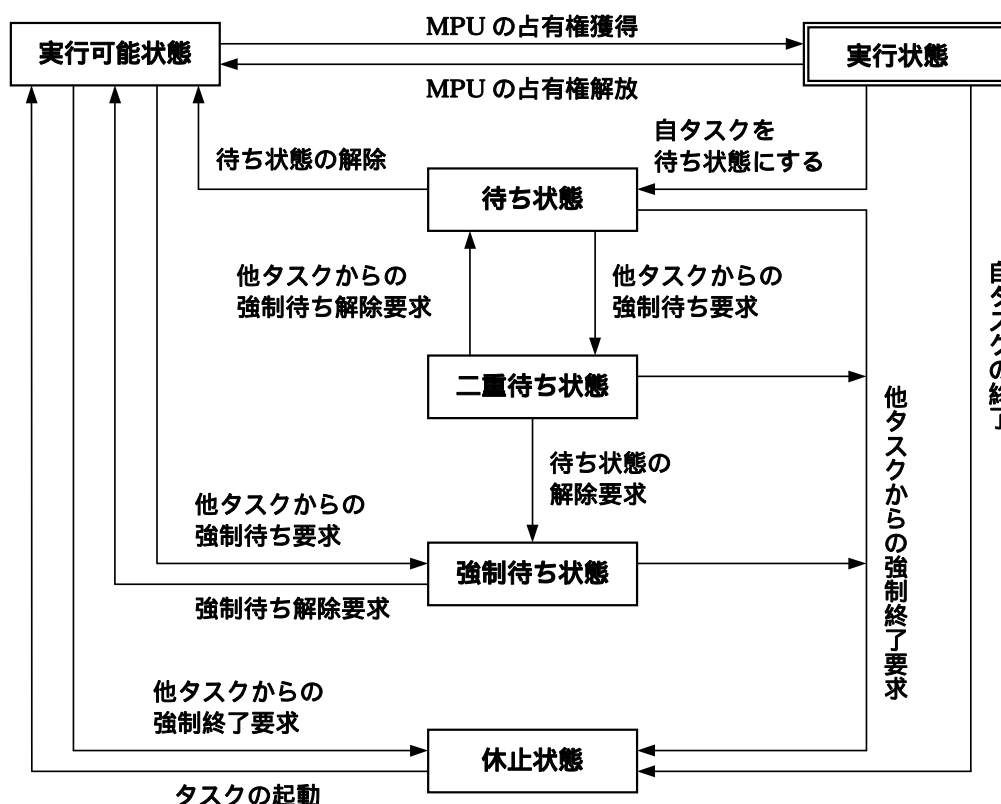 MPU の占有権獲得
実行可能状態
実行状態
MPU の占有権解放
自タスクを
待ち状態にする
待ち状態の解除
待ち状態
他タスクからの
強制待ち解除要求
他タスクからの
強制待ち要求
自タスクの終了
二重待ち状態
他タスクからの強制終了要求
待ち状態の
解除要求
他タスクからの
強制待ち要求
強制待ち状態
強制待ち解除要求
他タスクからの
強制終了要求
休止状態
タスクの起動